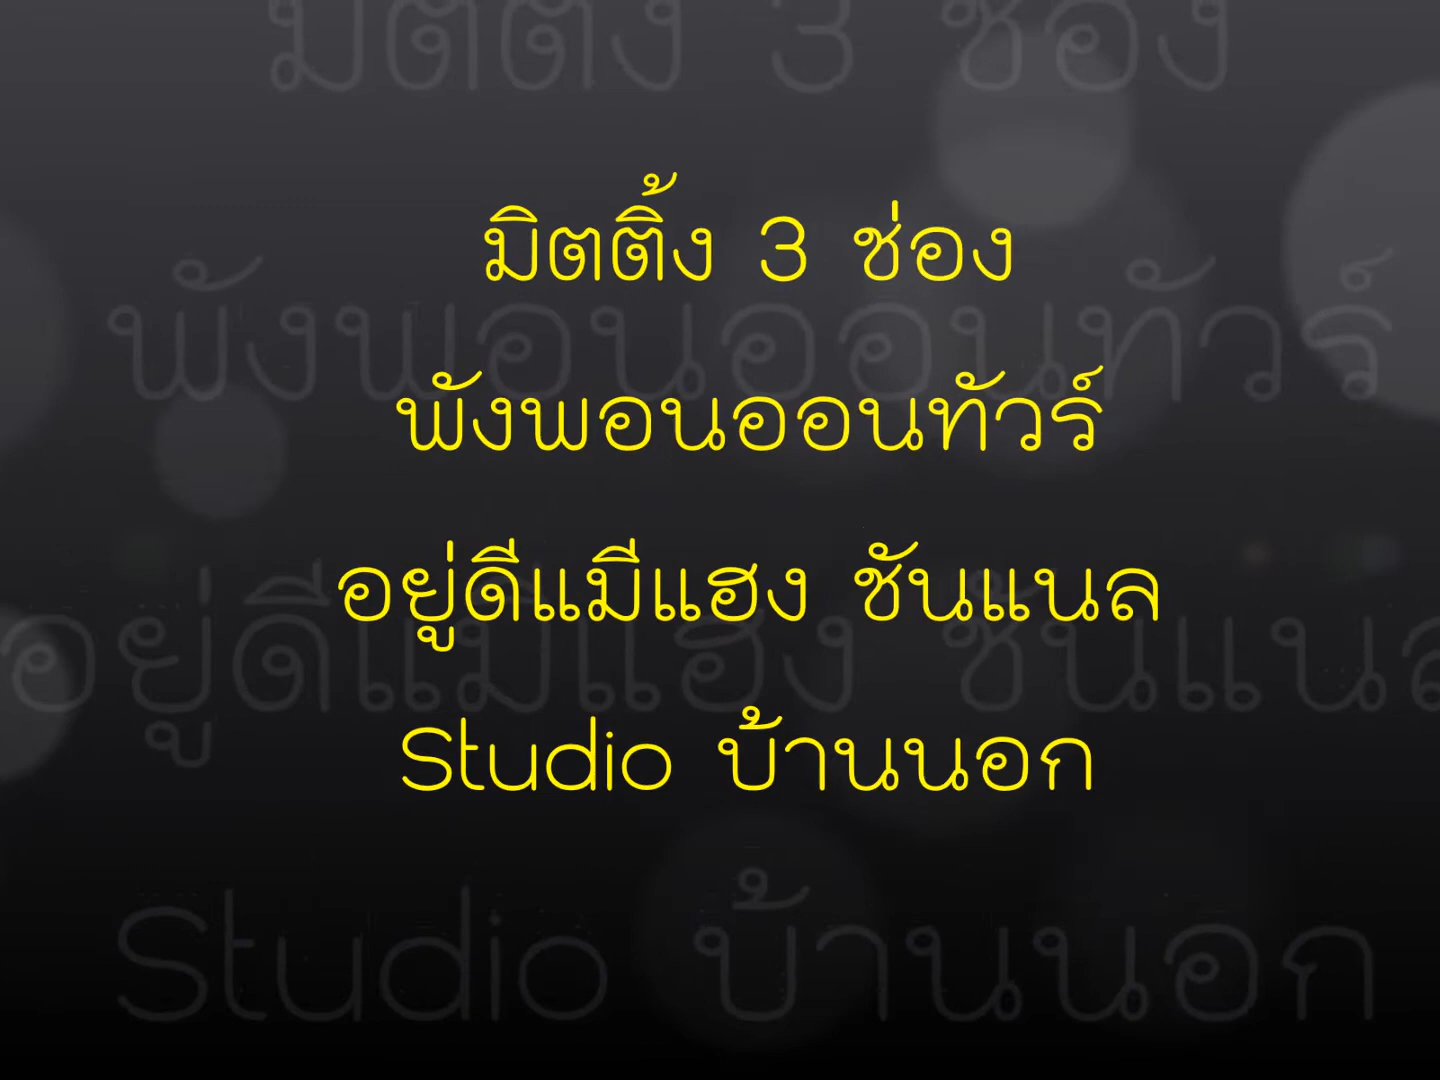 มิตติ้ง 3 ช่อง
พังพอนออนทัวร์
อยู่ดีแมีแฮง ชันแนล
Studio บ้านนอก